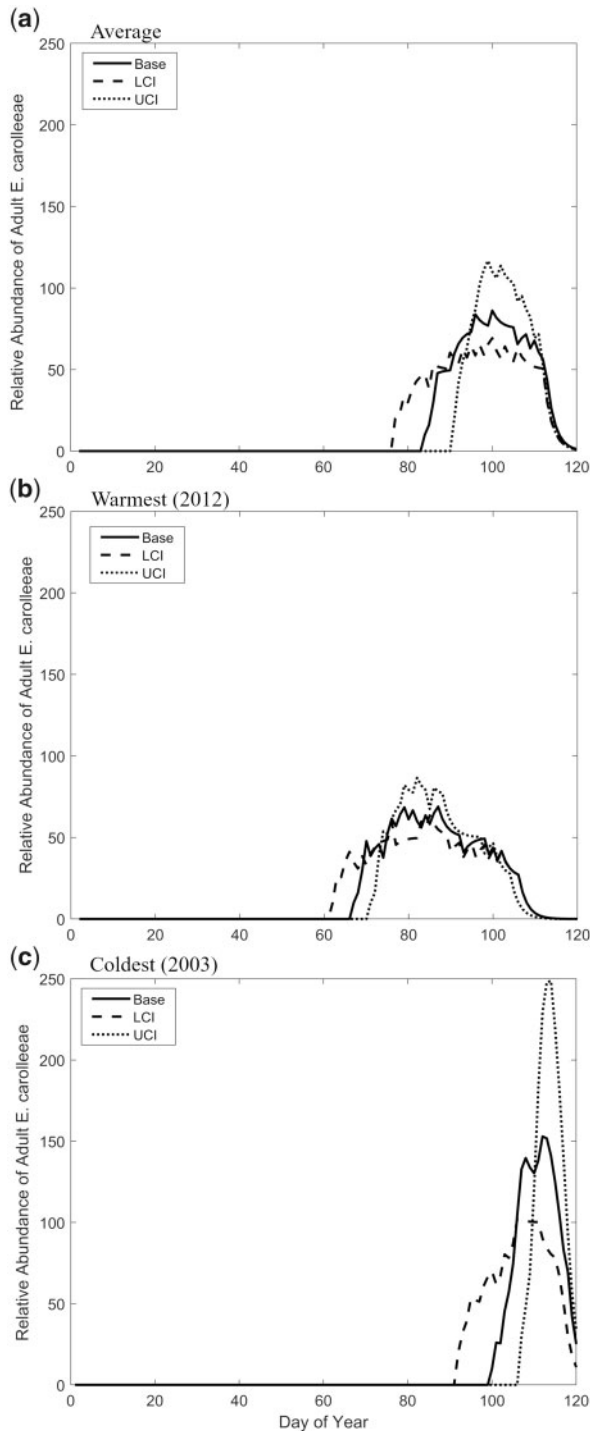 (a)
Average
Base
LCI
UCI
Relative Abundance of Adult E. carolleeeae
250
200
150
100
50
0
0 20 40 60 80 100 120
(b)
Warmest (2012)
Base
LCI
UCI
Relative Abundance of Adult E. carolleeeae
250
200
150
100
50
0
0 20 40 60 80 100 120
(c)
Coldest (2003)
Base
LCI
UCI
Relative Abundance of Adult E. carolleeeae
250
200
150
100
50
0
0 20 40 60 80 100 120
Day of Year